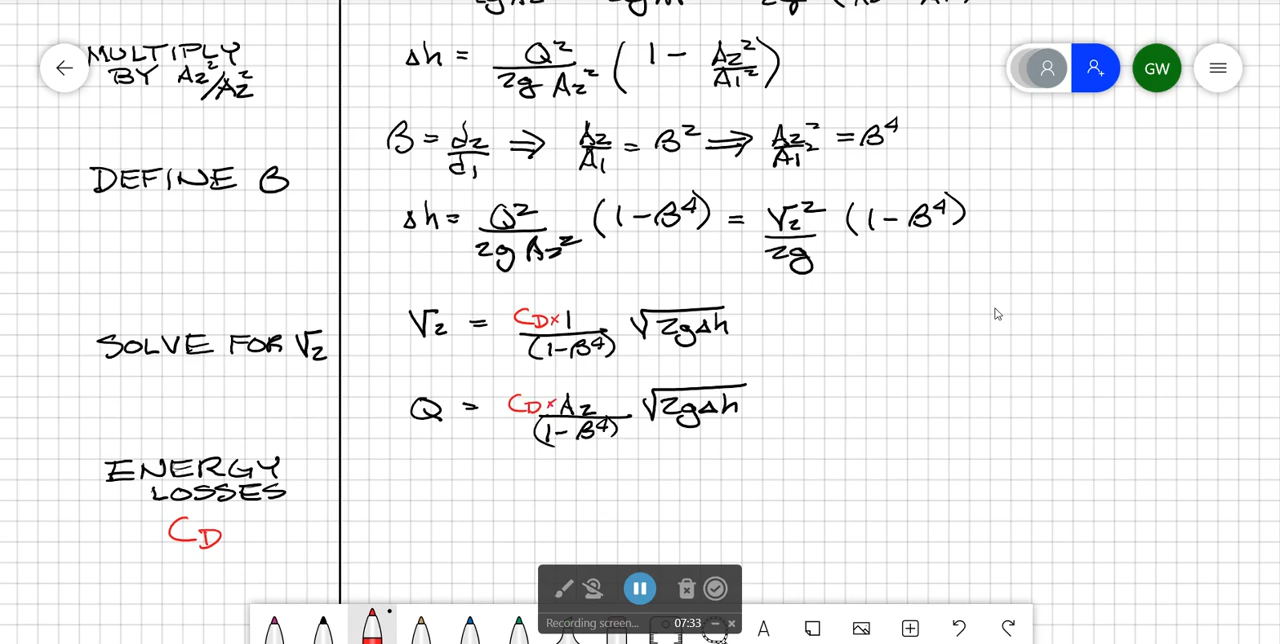 MULTIPLY
BY A2²/A2²
Δh = Q²/2g A2² (1 - A2²/A1²)
GW
DEFINE β
β = d2/d1 ⟹ A2/A1 = β² ⟹ A2²/A1² = β⁴
Δh = Q²/2g A2² (1-β⁴) = V2²/2g (1-β⁴)
SOLVE FOR V2
V2 = CD×1/(1-β⁴) √2gΔh
Q = CD×A2/(1-β⁴) √2gΔh
ENERGY
LOSSES
CD
Recording screen... 07:33
A